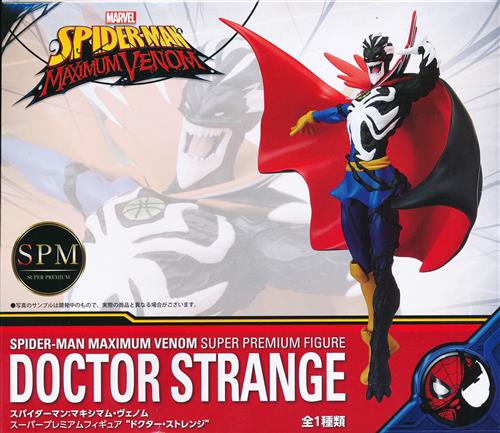 MARVEL
SPIDER-MAN
MAXIMUM VENOM
SPM
SUPER PREMIUM
●写真のサンプルは開発中のもので、実際の商品と異なる場合がございます。
SPIDER-MAN MAXIMUM VENOM SUPER PREMIUM FIGURE
DOCTOR STRANGE
スパイダーマン:マキシマム・ヴェノム
スーパープレミアムフィギュア "ドクター・ストレンジ"
全1種類